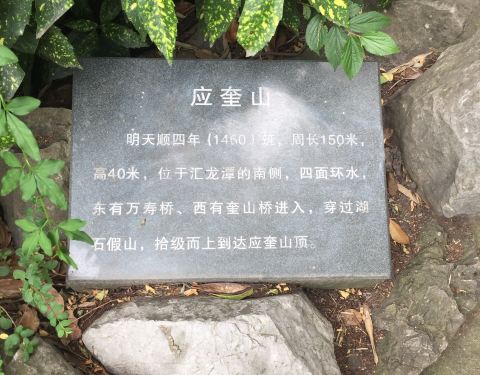 应奎山
明天顺四年（1460）筑，周长150米，
高40米，位于汇龙潭的南侧，四面环水，
东有万寿桥、西有奎山桥进入，穿过湖
石假山，拾级而上到达应奎山顶。